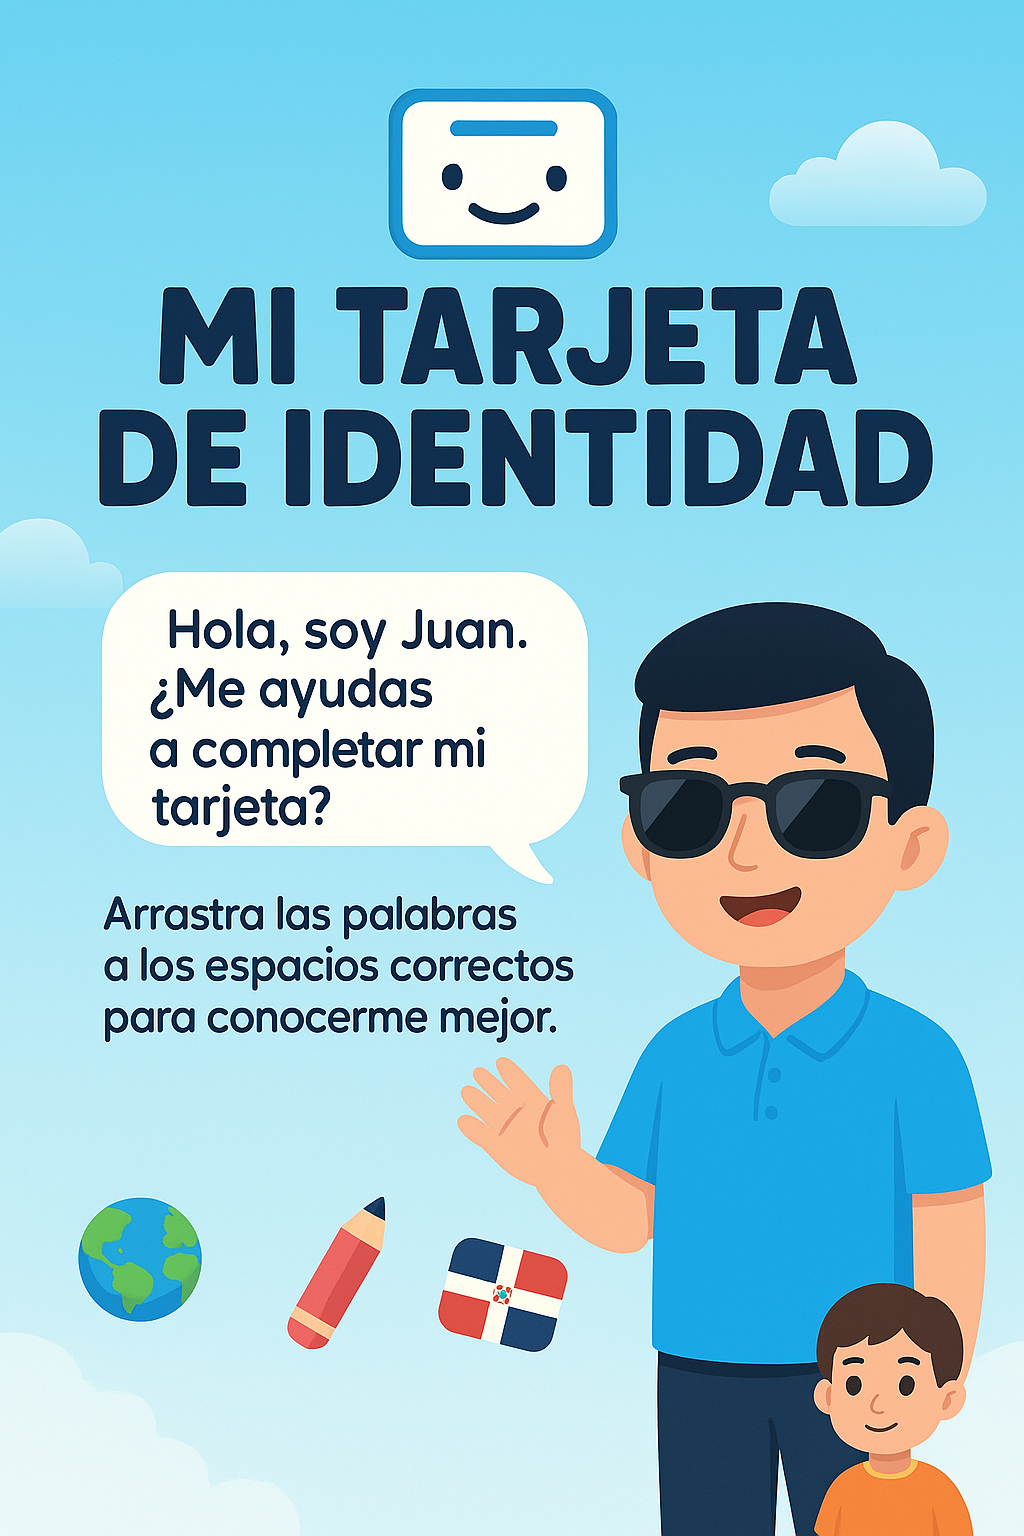 MI TARJETA
DE IDENTIDAD
Hola, soy Juan.
¿Me ayudas
a completar mi
tarjeta?
Arrastra las palabras
a los espacios correctos
para conocerme mejor.